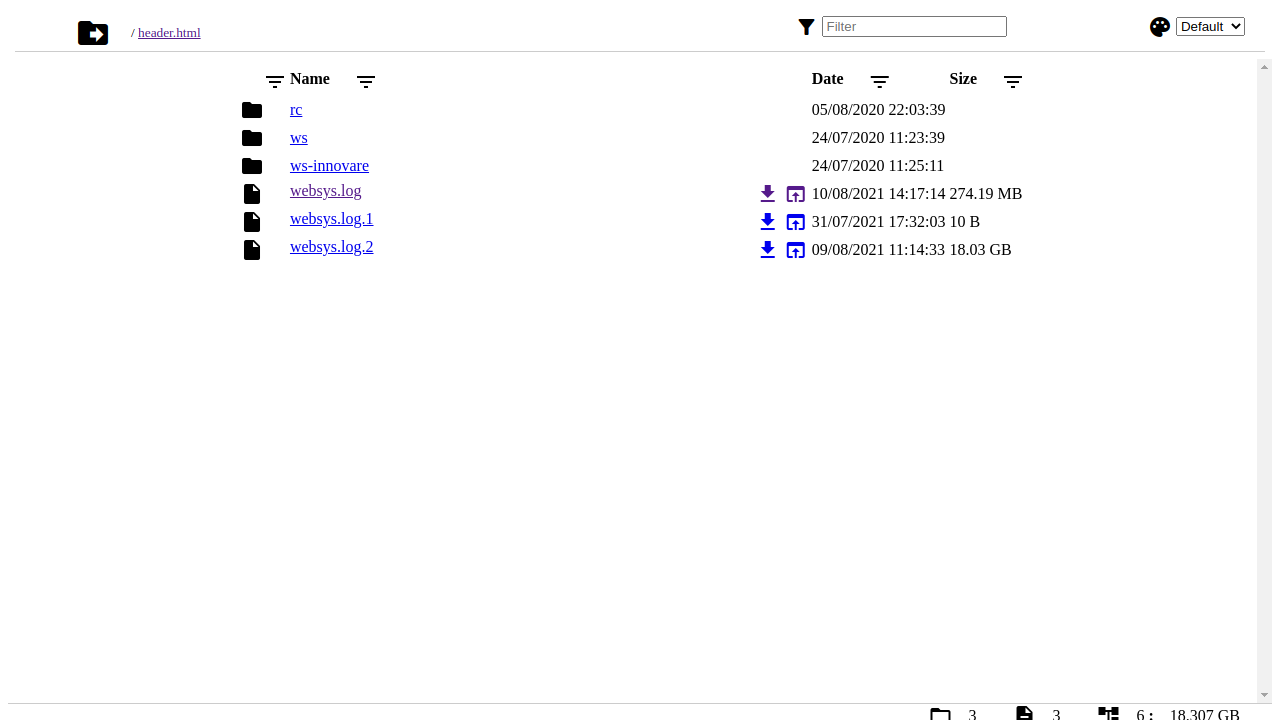 / header.html Filter Default
Name Date Size
rc 05/08/2020 22:03:39
ws 24/07/2020 11:23:39
ws-innovare 24/07/2020 11:25:11
websys.log 10/08/2021 14:17:14 274.19 MB
websys.log.1 31/07/2021 17:32:03 10 B
websys.log.2 09/08/2021 11:14:33 18.03 GB
3 3 6 : 18.307 GB